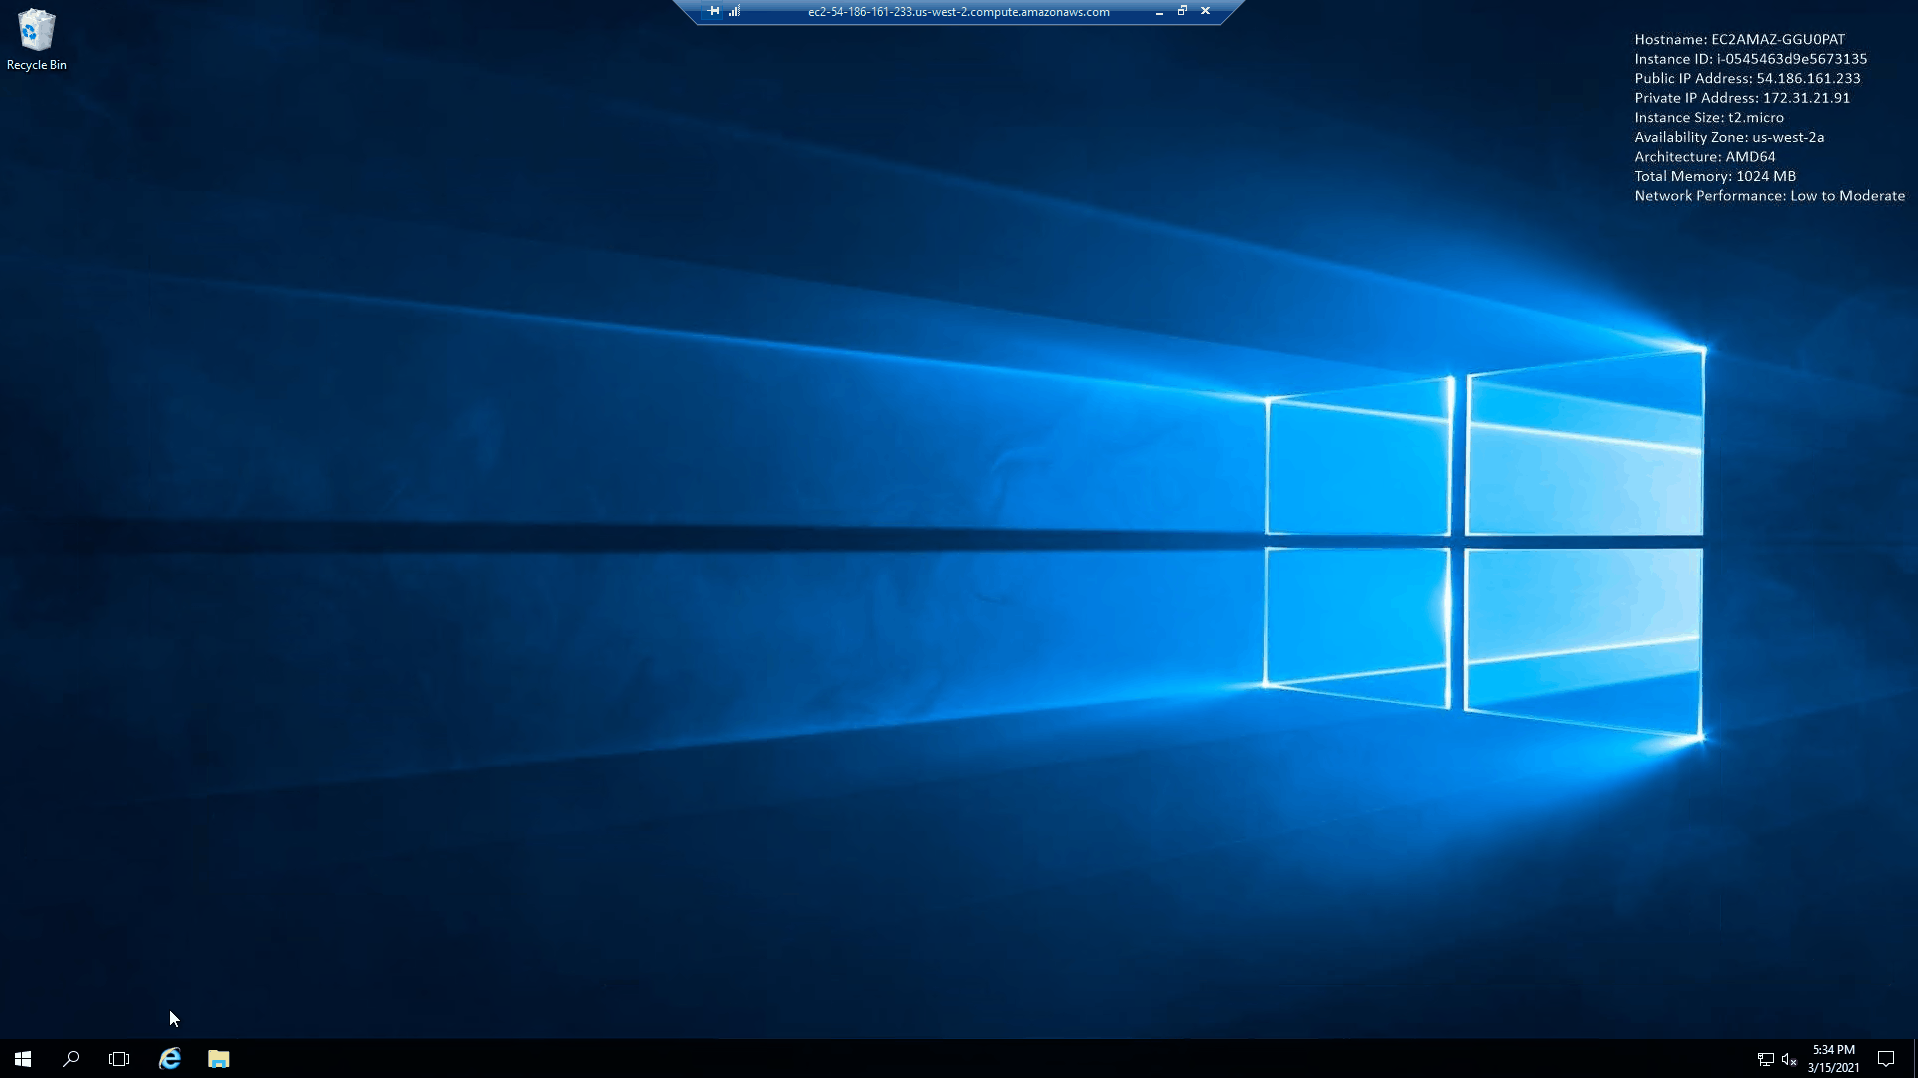 ec2-54-186-161-233.us-west-2.compute.amazonaws.com
Recycle Bin
Hostname: EC2AMAZ-GGU0PAT
Instance ID: i-0545463d9e5673135
Public IP Address: 54.186.161.233
Private IP Address: 172.31.21.91
Instance Size: t2.micro
Availability Zone: us-west-2a
Architecture: AMD64
Total Memory: 1024 MB
Network Performance: Low to Moderate
5:34 PM
3/15/2021